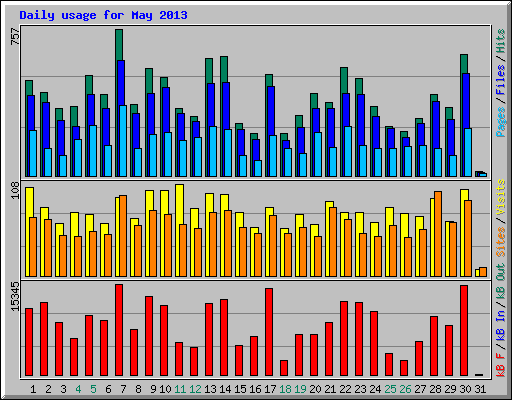 Daily usage for May 2013
757
Pages / Files / Hits
108
Sites / Visits
15345
kB F / kB In / kB Out
1 2 3 4 5 6 7 8 9 10 11 12 13 14 15 16 17 18 19 20 21 22 23 24 25 26 27 28 29 30 31